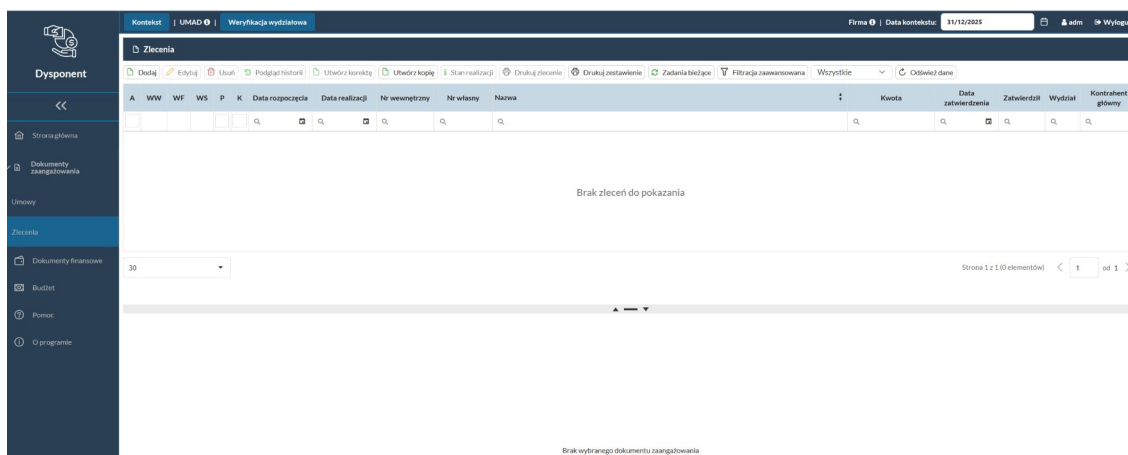 Kontekst | UMAD | Weryfikacja wydziałowa Firma | Data kontekstu: 31/12/2025 adm
Dysponent
Zlecenia
Dodaj Edytuj Usuń Podgląd historii Utwórz korektę Utwórz kopię Stan realizacji Drukuj zlecenie Drukuj zestawienie Zadania bieżące Filtracja zaawansowana Wszystkie Odśwież dane
A WW WF WS P K Data rozpoczęcia Data realizacji Nr wewnętrzny Nr własny Nazwa Kwota Data zatwierdzenia Zatwierdził Wydział Kontrahent główny
Strona główna
Dokumenty zaangażowania
Umowy
Brak zleceń do pokazania
Zlecenia
Dokumenty finansowe
30 Strona 1 z 1 (0 elementów) 1 od 1
Budżet
Pomoc
O programie
Brak wybranego dokumentu zaangażowania